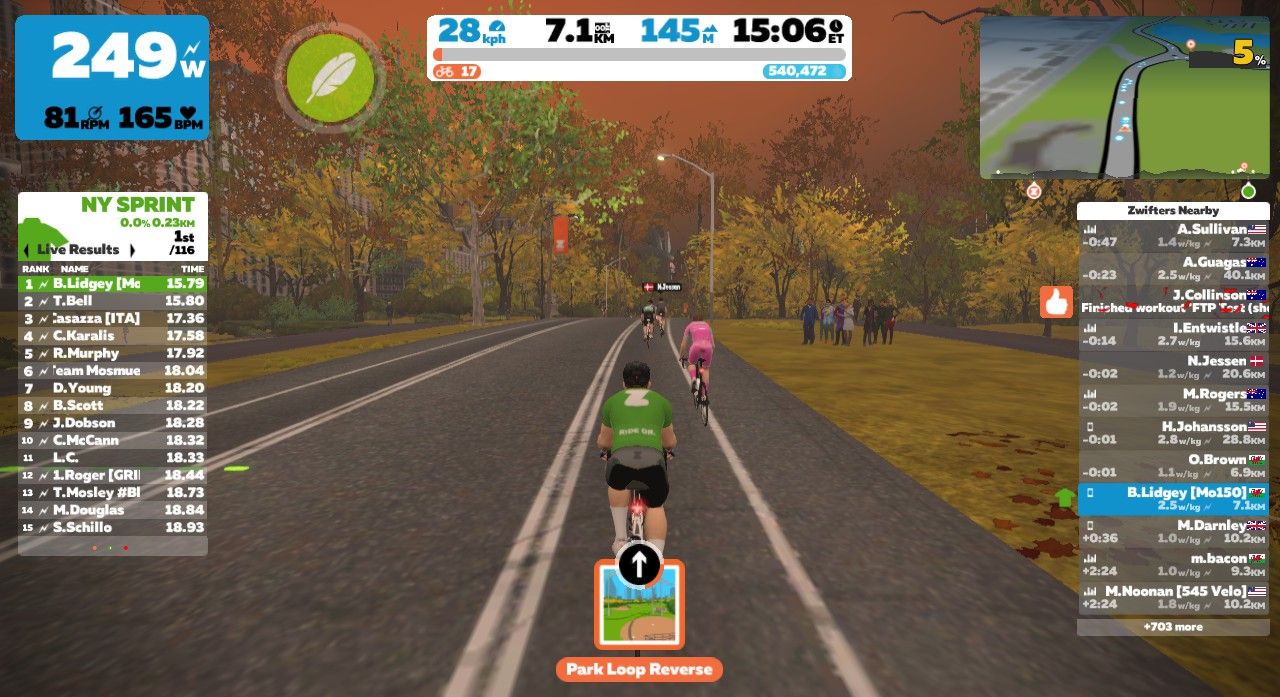 249 W
81 RPM 165 BPM
28 kph 7.1 KM 145 M 15:06 ET
17 540,472
5 %
NY SPRINT
0.0% 0.23KM
1st
/116
Live Results
RANK NAME TIME
1 B.Lidgey [Mc 15.79
2 T.Bell 15.80
3 :asazza [ITA] 17.36
4 C.Karalis 17.58
5 R.Murphy 17.92
6 'eam Mosmue 18.04
7 D.Young 18.20
8 B.Scott 18.22
9 J.Dobson 18.28
10 C.McCann 18.32
11 L.C. 18.33
12 1.Roger [GRI 18.44
13 T.Mosley #Bl 18.73
14 M.Douglas 18.84
15 S.Schillo 18.93
N.Jessen
RIDE ON.
Park Loop Reverse
Zwifters Nearby
A.Sullivan
-0:47 1.4w/kg 7.3KM
A.Guagas
-0:23 2.5w/kg 40.1KM
J.Collinson
Finished workout 'FTP Test (sho
I.Entwistle
-0:14 2.7w/kg 15.6KM
N.Jessen
-0:02 1.2w/kg 20.6KM
M.Rogers
-0:02 1.9w/kg 15.5KM
H.Johansson
-0:01 2.8w/kg 28.8KM
O.Brown
-0:01 1.1w/kg 6.9KM
B.Lidgey [Mo150]
2.5w/kg 7.1KM
M.Darnley
+0:36 1.0w/kg 10.2KM
m.bacon
+2:24 1.0w/kg 9.3KM
M.Noonan [545 Velo]
+2:24 1.8w/kg 10.2KM
+703 more